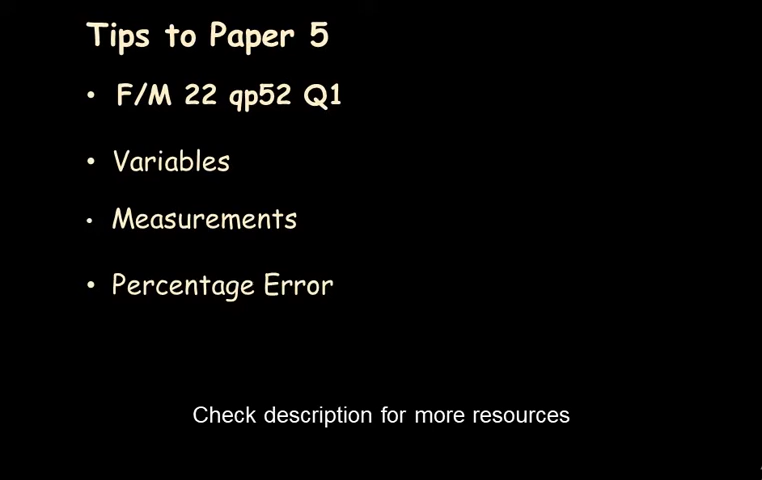 Tips to Paper 5
• F/M 22 qp52 Q1
• Variables
• Measurements
• Percentage Error
Check description for more resources